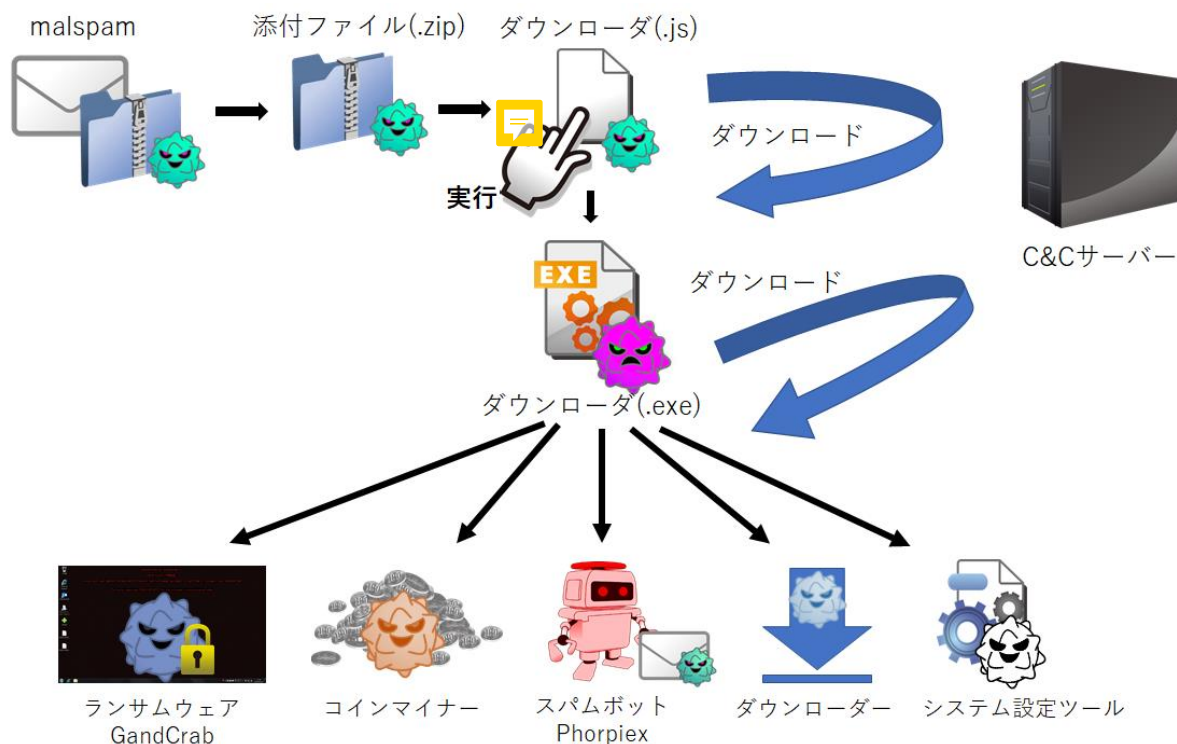 malspam
添付ファイル(.zip)
ダウンローダ(.js)
ダウンロード
実行
C&Cサーバー
EXE
ダウンロード
ダウンローダ(.exe)
ランサムウェア
GandCrab
コインマイナー
スパムボット
Phorpiex
ダウンローダー
システム設定ツール